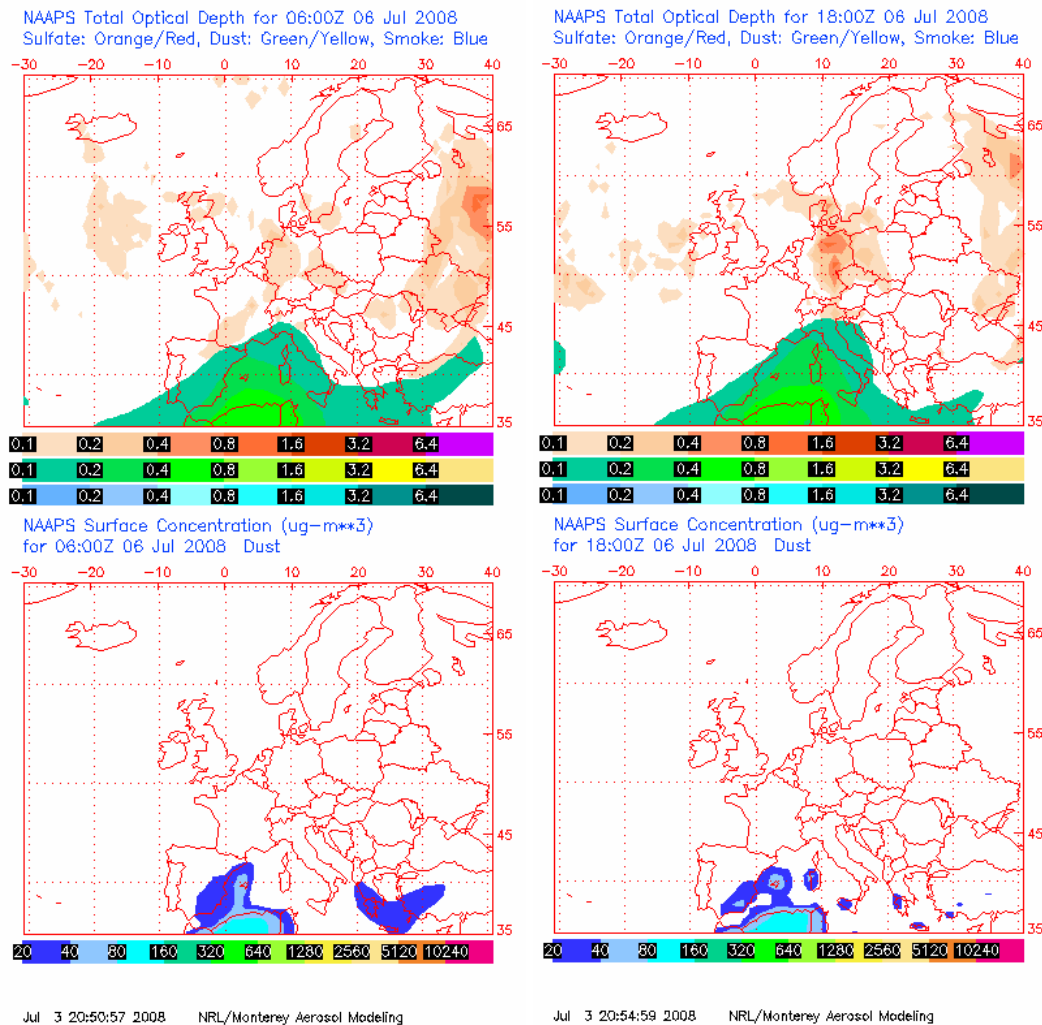 NAAPS Total Optical Depth for 06:00Z 06 Jul 2008
Sulfate: Orange/Red, Dust: Green/Yellow, Smoke: Blue
-30 -20 -10 0 10 20 30 40
65
55
45
35
0.1 0.2 0.4 0.8 1.6 3.2 6.4
0.1 0.2 0.4 0.8 1.6 3.2 6.4
0.1 0.2 0.4 0.8 1.6 3.2 6.4
NAAPS Total Optical Depth for 18:00Z 06 Jul 2008
Sulfate: Orange/Red, Dust: Green/Yellow, Smoke: Blue
-30 -20 -10 0 10 20 30 40
65
55
45
35
0.1 0.2 0.4 0.8 1.6 3.2 6.4
0.1 0.2 0.4 0.8 1.6 3.2 6.4
0.1 0.2 0.4 0.8 1.6 3.2 6.4
NAAPS Surface Concentration (ug-m**3)
for 06:00Z 06 Jul 2008 Dust
-30 -20 -10 0 10 20 30 40
65
55
45
35
20 40 80 160 320 640 1280 2560 5120 10240
Jul 3 20:50:57 2008 NRL/Monterey Aerosol Modeling
NAAPS Surface Concentration (ug-m**3)
for 18:00Z 06 Jul 2008 Dust
-30 -20 -10 0 10 20 30 40
65
55
45
35
20 40 80 160 320 640 1280 2560 5120 10240
Jul 3 20:54:59 2008 NRL/Monterey Aerosol Modeling